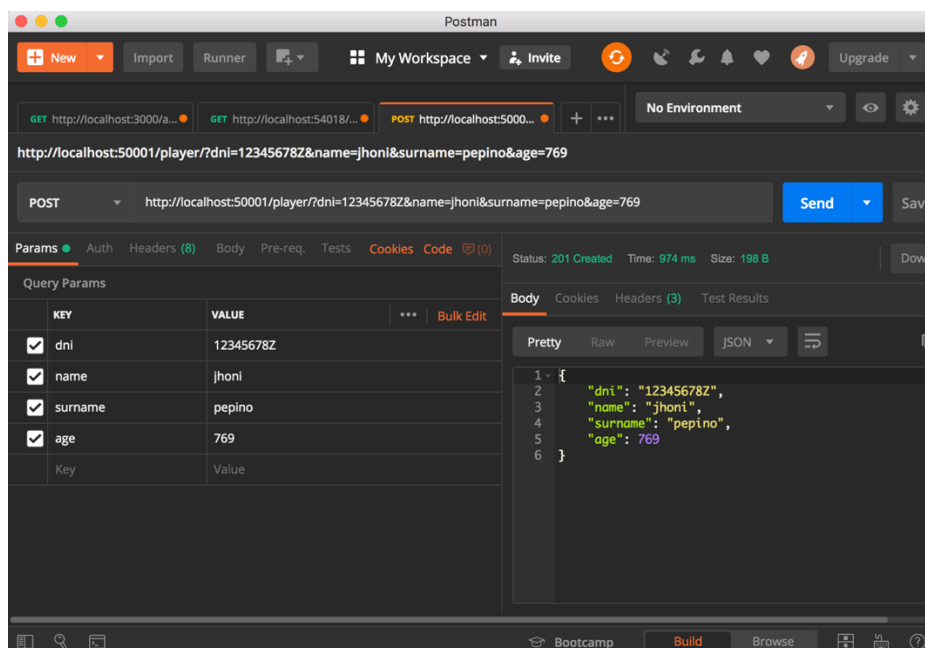 Postman
New Import Runner My Workspace Invite Upgrade
GET http://localhost:3000/a... GET http://localhost:54018/... POST http://localhost:5000... + ••• No Environment
http://localhost:50001/player/?dni=12345678Z&name=jhoni&surname=pepino&age=769
POST http://localhost:50001/player/?dni=12345678Z&name=jhoni&surname=pepino&age=769 Send Sav
Params Auth Headers (8) Body Pre-req. Tests Cookies Code (0)
Status: 201 Created Time: 974 ms Size: 198 B Dow
Query Params
Body Cookies Headers (3) Test Results
KEY VALUE ••• Bulk Edit
dni 12345678Z
name jhoni
surname pepino
age 769
Key Value
Pretty Raw Preview JSON
1 {
2 "dni": "12345678Z",
3 "name": "jhoni",
4 "surname": "pepino",
5 "age": 769
6 }
Bootcamp Build Browse